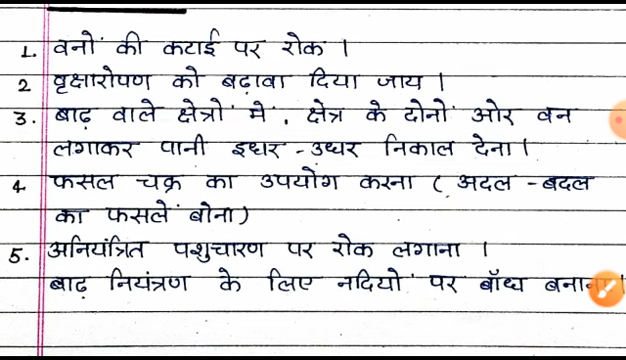 1. वनों की कटाई पर रोक ।
2 वृक्षारोपण को बढ़ावा दिया जाय ।
3. बाढ़ वाले क्षेत्रों में , क्षेत्र के दोनों ओर वन
लगाकर पानी इधर - उधर निकाल देना ।
4 फसल चक्र का उपयोग करना ( अदल - बदल
का फसलें बोना )
5. अनियंत्रित पशुचारण पर रोक लगाना ।
बाढ़ नियंत्रण के लिए नदियों पर बाँध बनाना ।